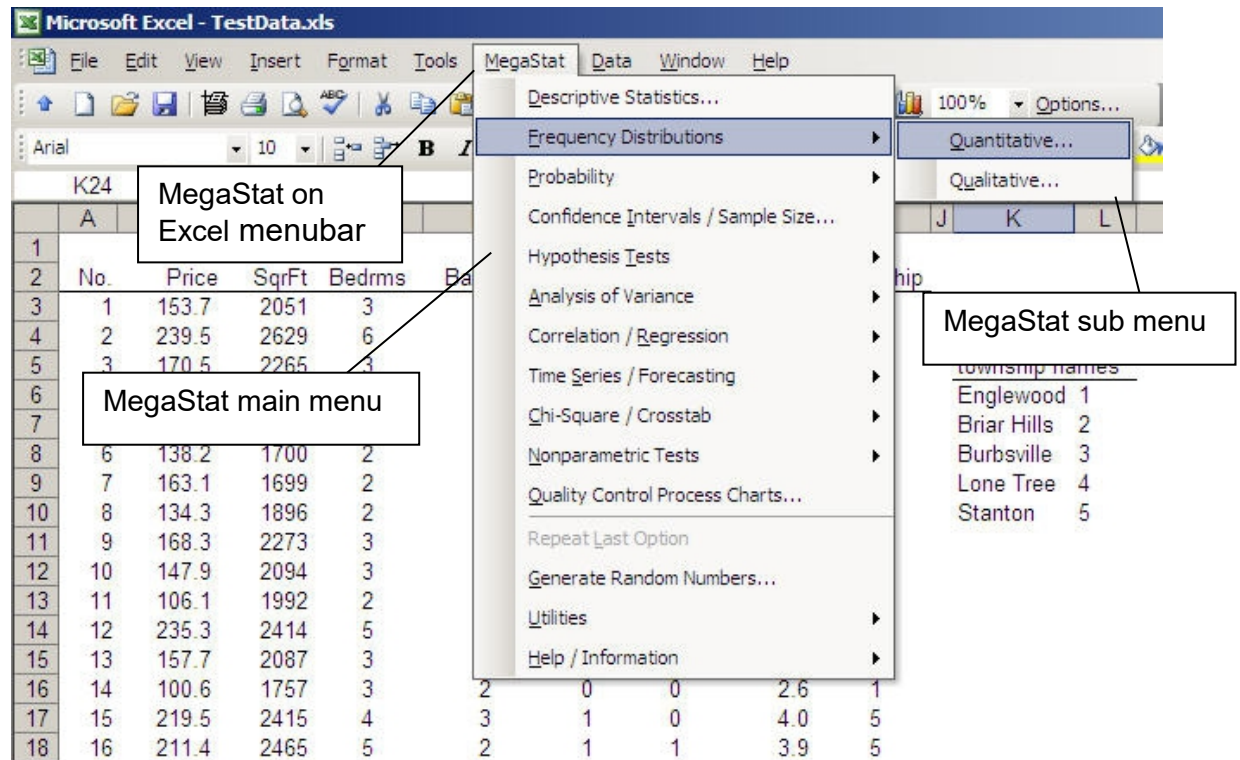 Microsoft Excel - TestData.xls
File Edit View Insert Format Tools MegaStat Data Window Help
100% Options...
Arial 10 B I
K24
Descriptive Statistics...
Frequency Distributions
Probability
Confidence Intervals / Sample Size...
Hypothesis Tests
Analysis of Variance
Correlation / Regression
Time Series / Forecasting
Chi-Square / Crosstab
Nonparametric Tests
Quality Control Process Charts...
Repeat Last Option
Generate Random Numbers...
Utilities
Help / Information
Quantitative...
Qualitative...
MegaStat on
Excel menubar
MegaStat main menu
MegaStat sub menu
A J K L
1
2 No. Price SqrFt Bedrms Ba hip
3 1 153.7 2051 3
4 2 239.5 2629 6
5 3 170.5 2265 3 township names
6 Englewood 1
7 Briar Hills 2
8 6 138.2 1700 2 Burbsville 3
9 7 163.1 1699 2 Lone Tree 4
10 8 134.3 1896 2 Stanton 5
11 9 168.3 2273 3
12 10 147.9 2094 3
13 11 106.1 1992 2
14 12 235.3 2414 5
15 13 157.7 2087 3
16 14 100.6 1757 3 2 0 0 2.6 1
17 15 219.5 2415 4 3 1 0 4.0 5
18 16 211.4 2465 5 2 1 1 3.9 5